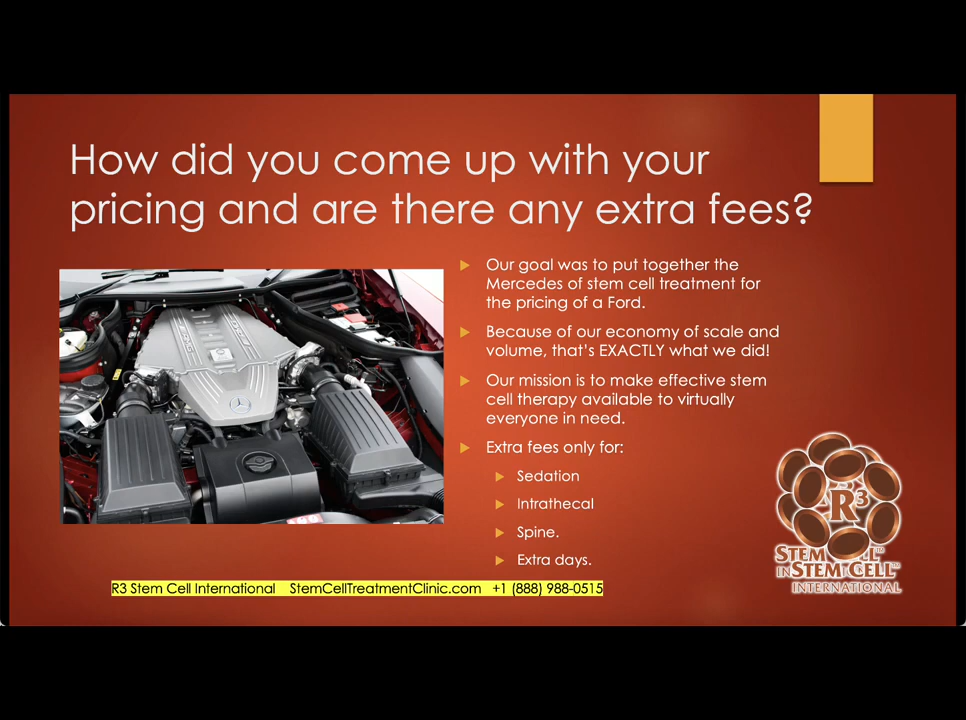 How did you come up with your
pricing and are there any extra fees?
Our goal was to put together the
Mercedes of stem cell treatment for
the pricing of a Ford.
Because of our economy of scale and
volume, that's EXACTLY what we did!
Our mission is to make effective stem
cell therapy available to virtually
everyone in need.
Extra fees only for:
Sedation
Intrathecal
Spine.
Extra days.
R3 Stem Cell International StemCellTreatmentClinic.com +1 (888) 988-0515
R3
STEM CELL
INTERNATIONAL